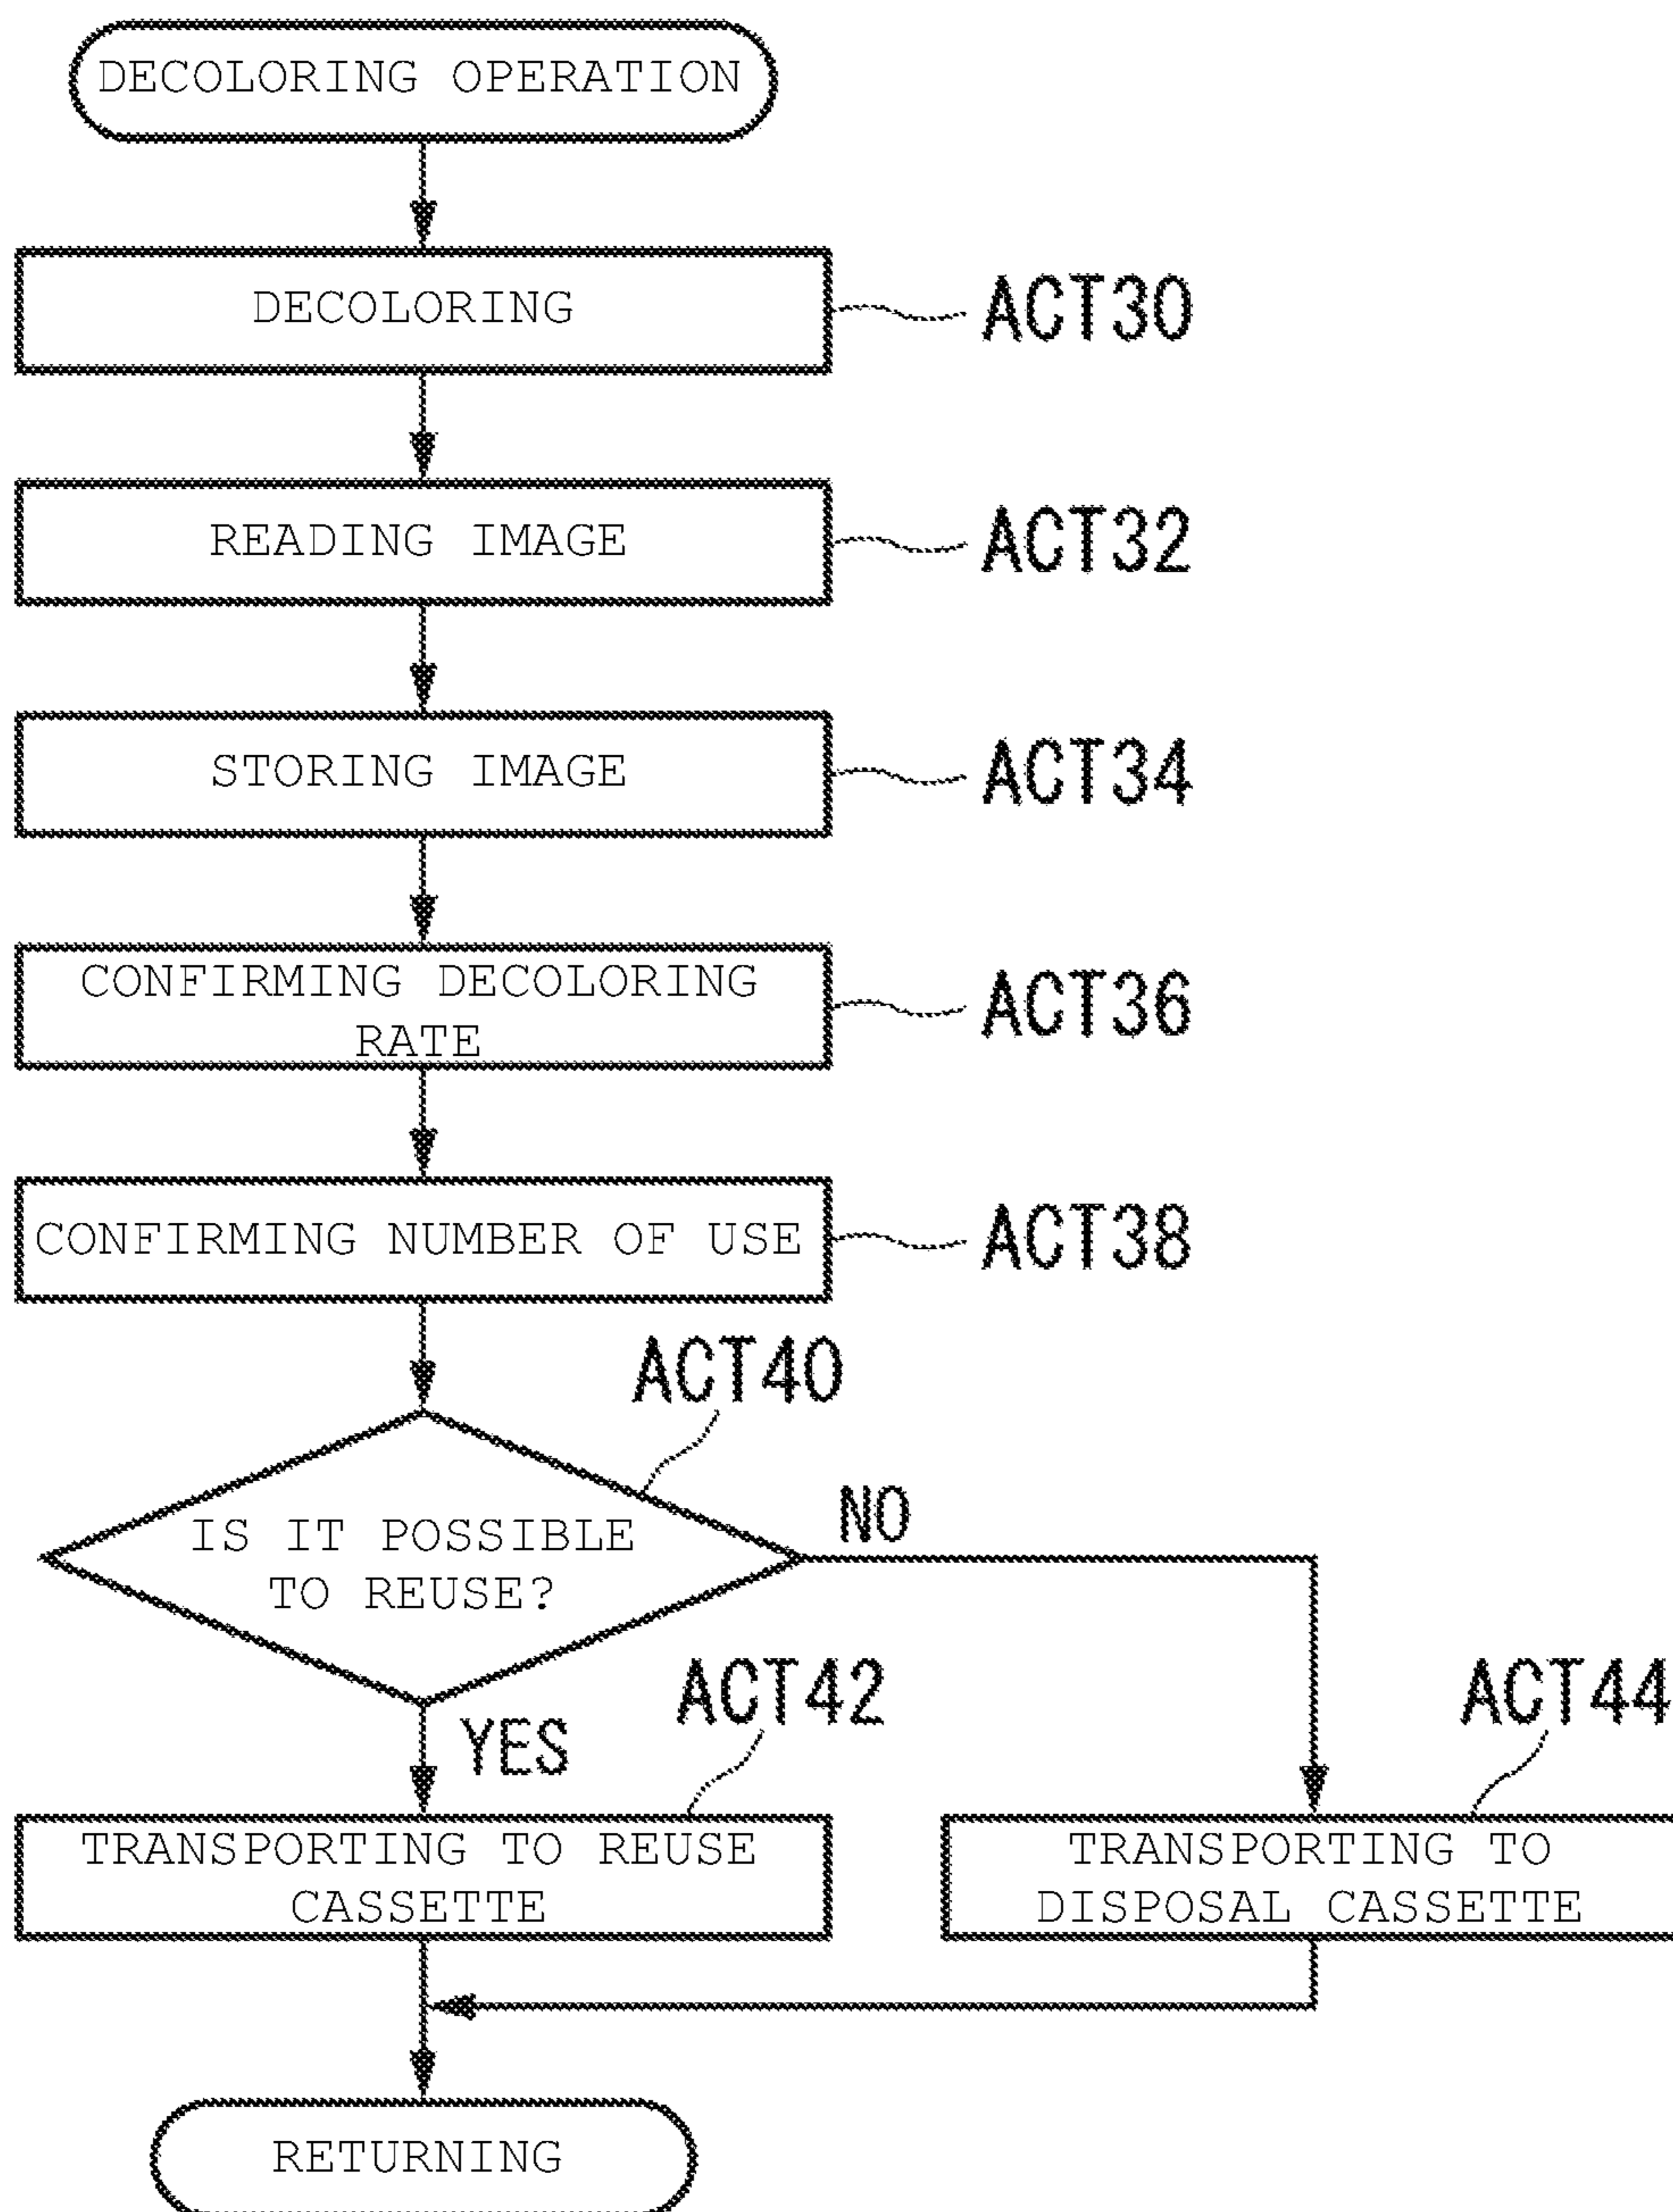 DECOLORING OPERATION
DECOLORING
ACT30
READING IMAGE
ACT32
STORING IMAGE
ACT34
CONFIRMING DECOLORING
RATE
ACT36
CONFIRMING NUMBER OF USE
ACT38
ACT40
IS IT POSSIBLE
TO REUSE?
NO
YES
ACT42
ACT44
TRANSPORTING TO REUSE
CASSETTE
TRANSPORTING TO
DISPOSAL CASSETTE
RETURNING